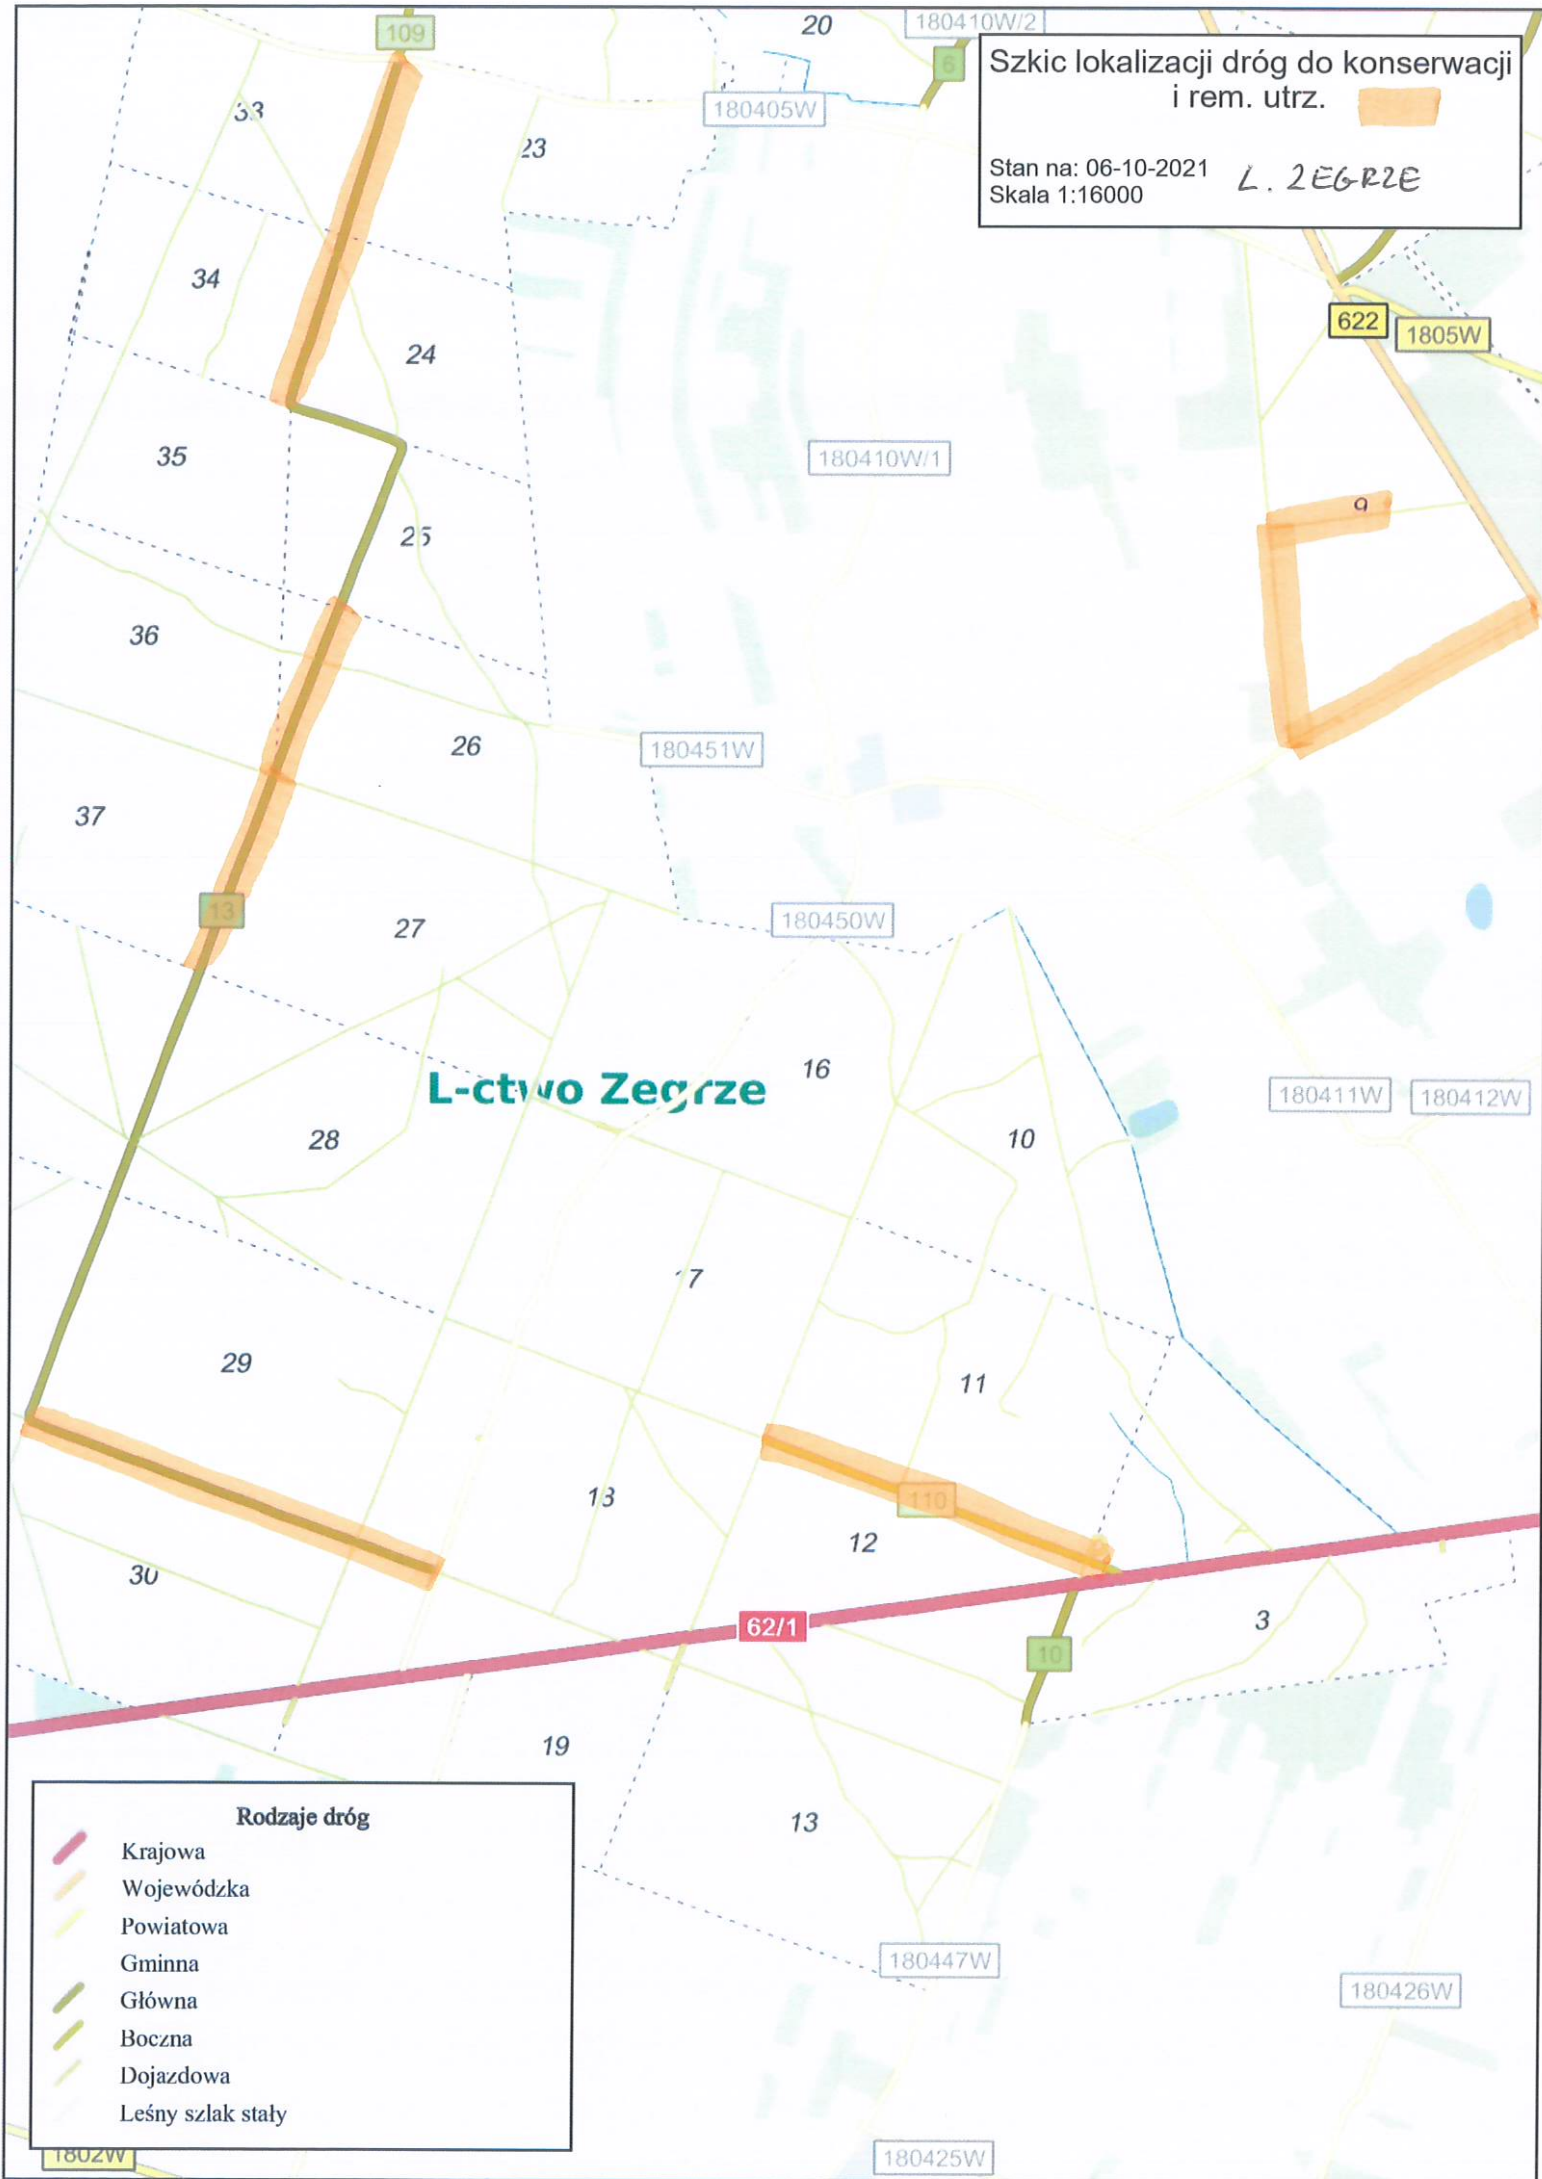 109
20
180410W/2
6
Szkic lokalizacji dróg do konserwacji
i rem. utrz.
Stan na: 06-10-2021
L. ZEGRZE
Skala 1:16000
33
180405W
23
34
24
622
1805W
35
180410W/1
25
9
36
26
180451W
37
13
27
180450W
L-ctwo Zegrze
16
28
10
180411W
180412W
17
29
11
18
110
12
30
62/1
10
3
19
13
Rodzaje dróg
Krajowa
Wojewódzka
Powiatowa
Gminna
Główna
Boczna
Dojazdowa
Leśny szlak stały
180447W
180426W
1802W
180425W